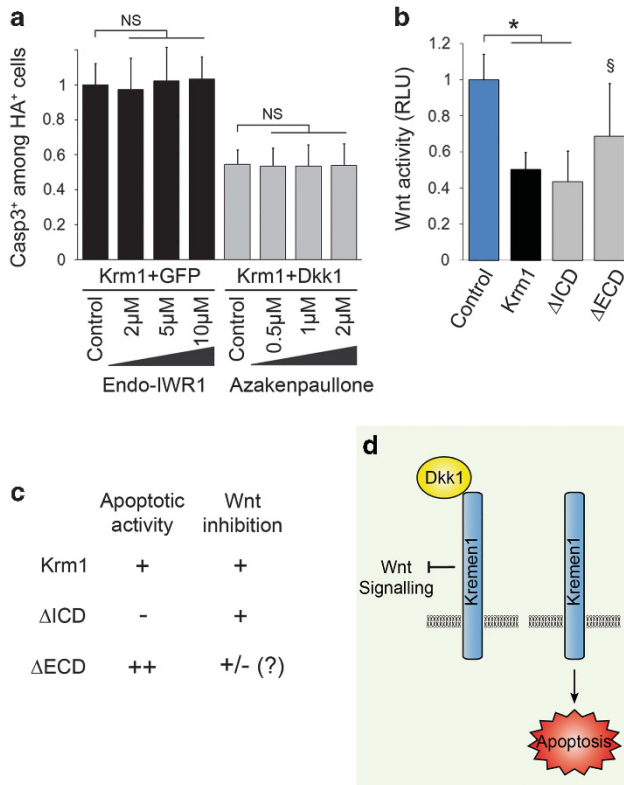 a
NS
Casp3+ among HA+ cells
1
0.8
0.6
0.4
0.2
0
NS
Krm1+GFP
Krm1+Dkk1
Control
2μM
5μM
10μM
Control
0.5μM
1μM
2μM
Endo-IWR1
Azakenpaullone
b
*
§
Wnt activity (RLU)
1.2
1
0.8
0.6
0.4
0.2
0
Control
Krm1
ΔICD
ΔECD
c
Apoptotic activity
Wnt inhibition
Krm1 + +
ΔICD - +
ΔECD ++ +/- (?)
d
Dkk1
Kremen1
Kremen1
Wnt
Signalling
Apoptosis